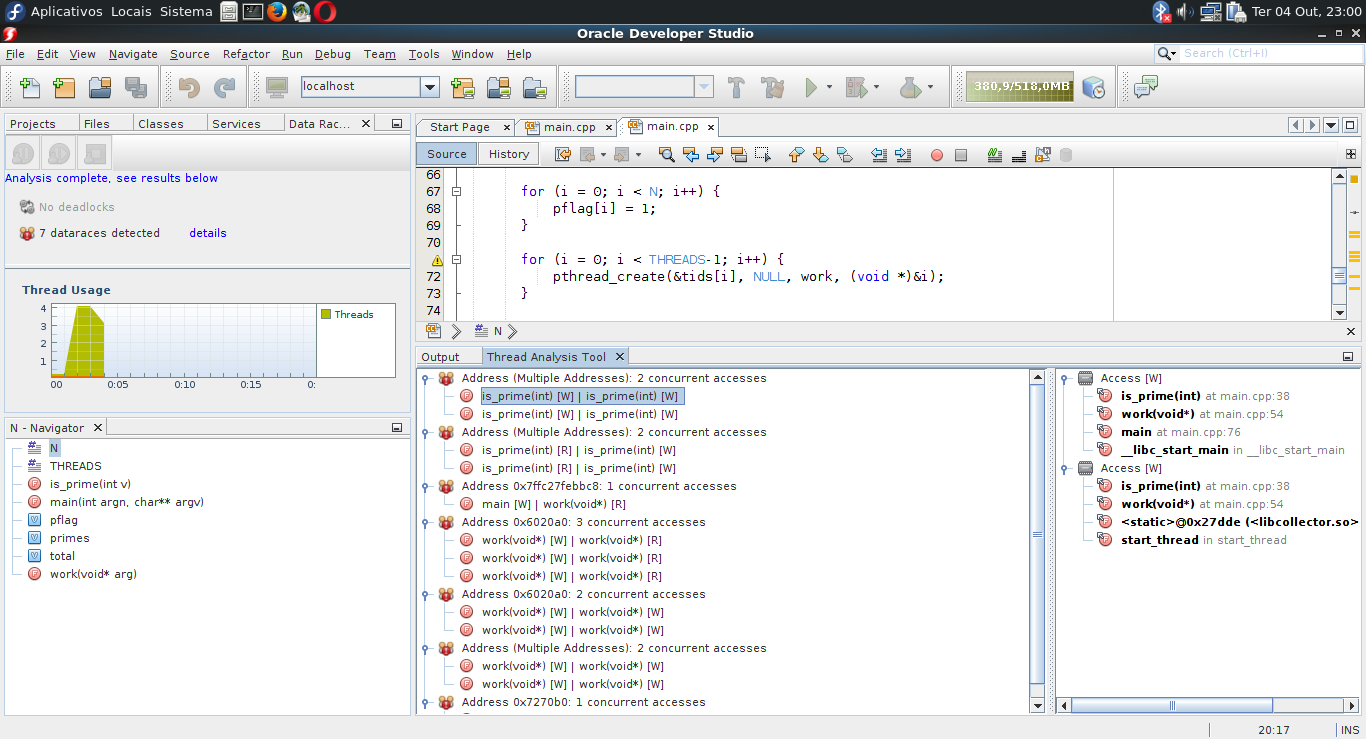 Aplicativos Locais Sistema
Ter 04 Out, 23:00
Oracle Developer Studio
File Edit View Navigate Source Refactor Run Debug Team Tools Window Help
Search (Ctrl+I)
localhost
380,9/518,0MB
Projects Files Classes Services Data Rac...
Analysis complete, see results below
No deadlocks
7 dataraces detected details
Thread Usage
4
3
2
1
00 0:05 0:10 0:15 0:
Threads
N - Navigator
N
THREADS
is_prime(int v)
main(int argn, char** argv)
pflag
primes
total
work(void* arg)
Start Page main.cpp main.cpp
Source History
66
67 for (i = 0; i < N; i++) {
68 pflag[i] = 1;
69 }
70
for (i = 0; i < THREADS-1; i++) {
72 pthread_create(&tids[i], NULL, work, (void *)&i);
73 }
74
N
Output Thread Analysis Tool
Address (Multiple Addresses): 2 concurrent accesses
is_prime(int) [W] | is_prime(int) [W]
is_prime(int) [W] | is_prime(int) [W]
Address (Multiple Addresses): 2 concurrent accesses
is_prime(int) [R] | is_prime(int) [W]
is_prime(int) [R] | is_prime(int) [W]
Address 0x7ffc27febbc8: 1 concurrent accesses
main [W] | work(void*) [R]
Address 0x6020a0: 3 concurrent accesses
work(void*) [W] | work(void*) [R]
work(void*) [W] | work(void*) [R]
work(void*) [W] | work(void*) [R]
Address 0x6020a0: 2 concurrent accesses
work(void*) [W] | work(void*) [W]
work(void*) [W] | work(void*) [W]
Address (Multiple Addresses): 2 concurrent accesses
work(void*) [W] | work(void*) [W]
work(void*) [W] | work(void*) [W]
Address 0x7270b0: 1 concurrent accesses
Access [W]
is_prime(int) at main.cpp:38
work(void*) at main.cpp:54
main at main.cpp:76
__libc_start_main in __libc_start_main
Access [W]
is_prime(int) at main.cpp:38
work(void*) at main.cpp:54
<static>@0x27dde (<libcollector.so>
start_thread in start_thread
20:17 INS